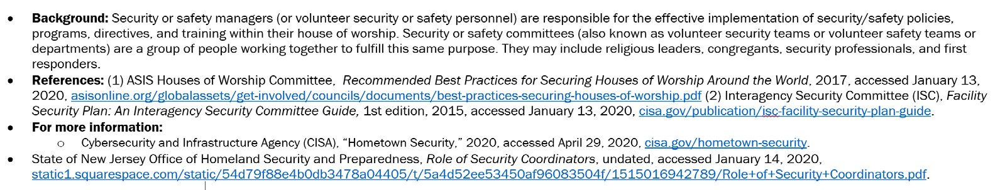 • Background: Security or safety managers (or volunteer security or safety personnel) are responsible for the effective implementation of security/safety policies,
programs, directives, and training within their house of worship. Security or safety committees (also known as volunteer security teams or volunteer safety teams or
departments) are a group of people working together to fulfill this same purpose. They may include religious leaders, congregants, security professionals, and first
responders.
• References: (1) ASIS Houses of Worship Committee,  Recommended Best Practices for Securing Houses of Worship Around the World, 2017, accessed January 13,
2020, asisonline.org/globalassets/get-involved/councils/documents/best-practices-securing-houses-of-worship.pdf (2) Interagency Security Committee (ISC), Facility
Security Plan: An Interagency Security Committee Guide, 1st edition, 2015, accessed January 13, 2020, cisa.gov/publication/isc-facility-security-plan-guide.
• For more information:
o Cybersecurity and Infrastructure Agency (CISA), “Hometown Security,” 2020, accessed April 29, 2020, cisa.gov/hometown-security.
• State of New Jersey Office of Homeland Security and Preparedness, Role of Security Coordinators, undated, accessed January 14, 2020,
static1.squarespace.com/static/54d79f88e4b0db3478a04405/t/5a4d52ee53450af96083504f/1515016942789/Role+of+Security+Coordinators.pdf.